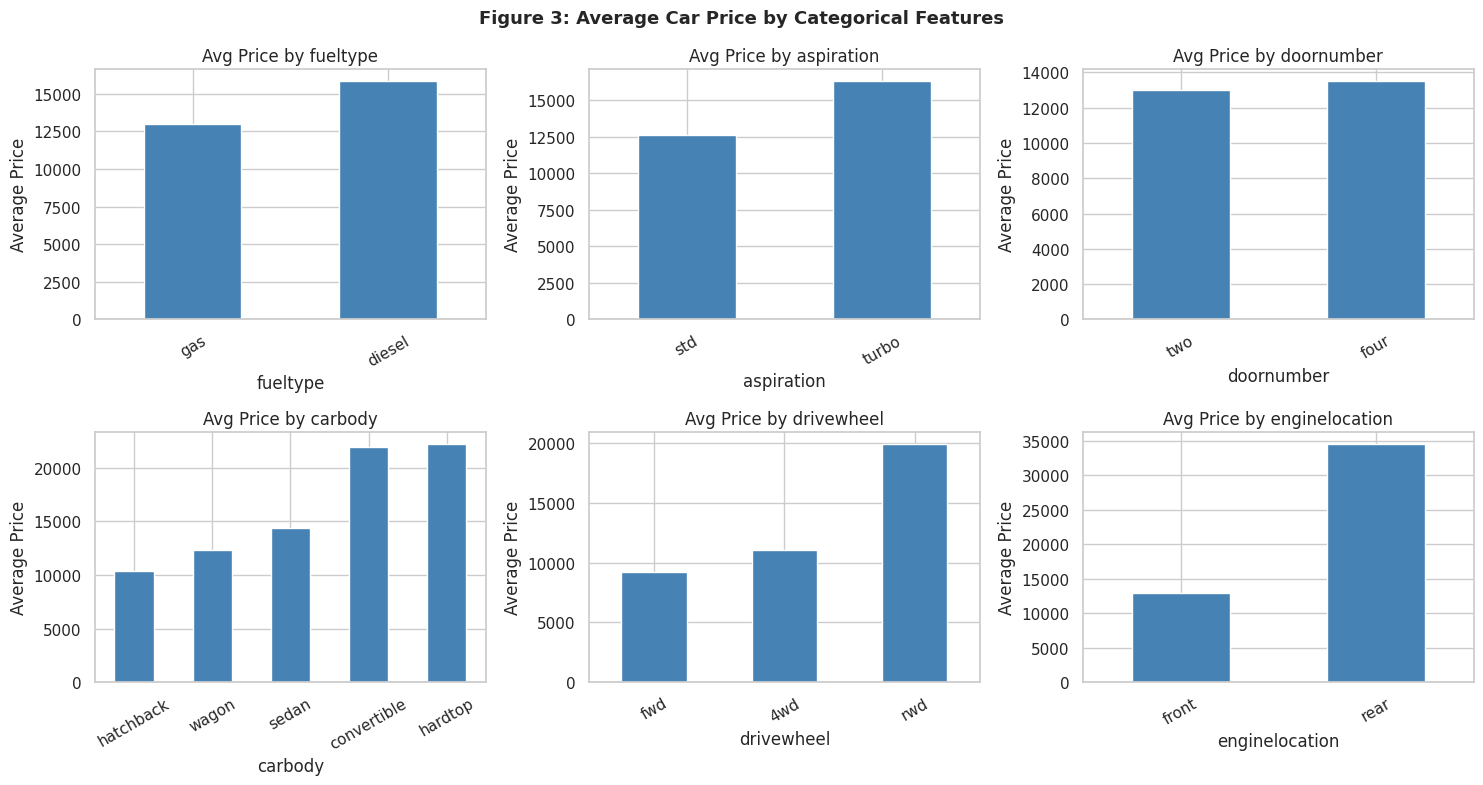 Figure 3: Average Car Price by Categorical Features
Avg Price by fueltype
Average Price
15000
12500
10000
7500
5000
2500
0
gas
diesel
fueltype
Avg Price by aspiration
Average Price
15000
12500
10000
7500
5000
2500
0
std
turbo
aspiration
Avg Price by doornumber
Average Price
14000
12000
10000
8000
6000
4000
2000
0
two
four
doornumber
Avg Price by carbody
Average Price
20000
15000
10000
5000
0
hatchback
wagon
sedan
convertible
hardtop
carbody
Avg Price by drivewheel
Average Price
20000
15000
10000
5000
0
fwd
4wd
rwd
drivewheel
Avg Price by enginelocation
Average Price
35000
30000
25000
20000
15000
10000
5000
0
front
rear
enginelocation